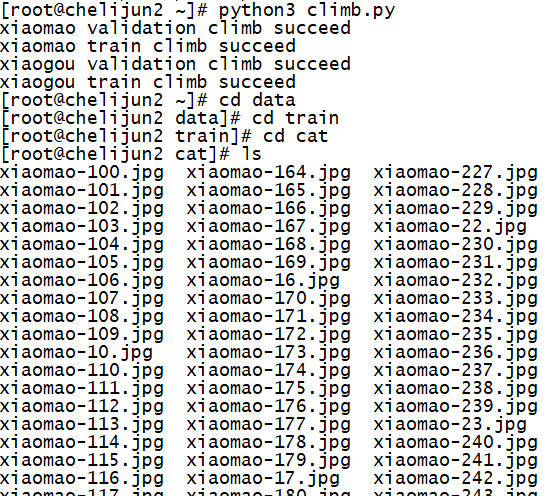 [root@chelijun2 ~]# python3 climb.py
xiaomao validation climb succeed
xiaomao train climb succeed
xiaogou validation climb succeed
xiaogou train climb succeed
[root@chelijun2 ~]# cd data
[root@chelijun2 data]# cd train
[root@chelijun2 train]# cd cat
[root@chelijun2 cat]# ls
xiaomao-100.jpg  xiaomao-164.jpg  xiaomao-227.jpg
xiaomao-101.jpg  xiaomao-165.jpg  xiaomao-228.jpg
xiaomao-102.jpg  xiaomao-166.jpg  xiaomao-229.jpg
xiaomao-103.jpg  xiaomao-167.jpg  xiaomao-22.jpg
xiaomao-104.jpg  xiaomao-168.jpg  xiaomao-230.jpg
xiaomao-105.jpg  xiaomao-169.jpg  xiaomao-231.jpg
xiaomao-106.jpg  xiaomao-16.jpg   xiaomao-232.jpg
xiaomao-107.jpg  xiaomao-170.jpg  xiaomao-233.jpg
xiaomao-108.jpg  xiaomao-171.jpg  xiaomao-234.jpg
xiaomao-109.jpg  xiaomao-172.jpg  xiaomao-235.jpg
xiaomao-10.jpg   xiaomao-173.jpg  xiaomao-236.jpg
xiaomao-110.jpg  xiaomao-174.jpg  xiaomao-237.jpg
xiaomao-111.jpg  xiaomao-175.jpg  xiaomao-238.jpg
xiaomao-112.jpg  xiaomao-176.jpg  xiaomao-239.jpg
xiaomao-113.jpg  xiaomao-177.jpg  xiaomao-23.jpg
xiaomao-114.jpg  xiaomao-178.jpg  xiaomao-240.jpg
xiaomao-115.jpg  xiaomao-179.jpg  xiaomao-241.jpg
xiaomao-116.jpg  xiaomao-17.jpg   xiaomao-242.jpg